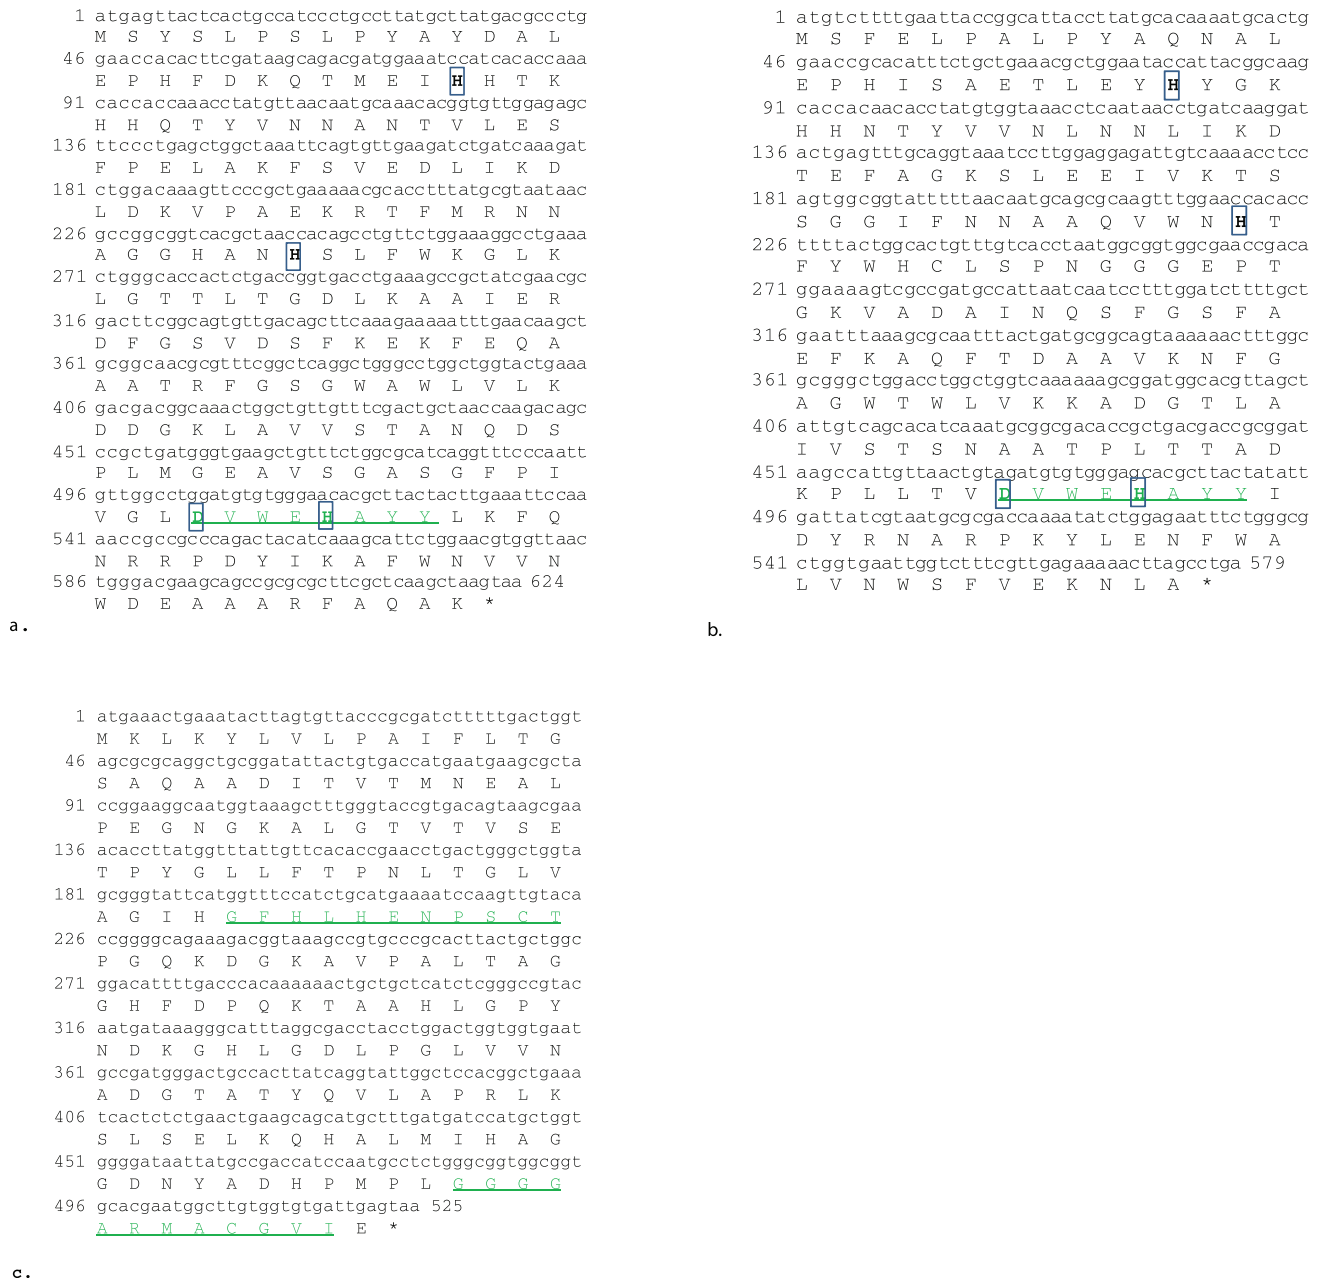 1 atgagttactcactgccatccctgccttatgcttatgacgccctg
M S Y S L P S L P Y A Y D A L
46 gaaccacacttcgataagcagacgatggaaatccatcacaccaaa
E P H F D K Q T M E I H H T K
91 caccaccaaacctatgttaacaatgcaaacacggtgttggagagc
H H Q T Y V N N A N T V L E S
136 ttccctgagctggctaaattcagtgttgaagatctgatcaaagat
F P E L A K F S V E D L I K D
181 ctggacaaagttcccgctgaaaaacgcacctttatgcgtaataac
L D K V P A E K R T F M R N N
226 gccggcggtcacgctaaccacagcctgttctggaaaggcctgaaa
A G G H A N H S L F W K G L K
271 ctgggcaccactctgaccggtgacctgaaagccgctatcgaacgc
L G T T L T G D L K A A I E R
316 gacttcggcagtgttgacagcttcaaagaaaaatttgaacaagct
D F G S V D S F K E K F E Q A
361 gcggcaacgcgtttcggctcaggctgggcctggctggtactgaaa
A A T R F G S G W A W L V L K
406 gacgacggcaaactggctgttgtttcgactgctaaccaagacagc
D D G K L A V V S T A N Q D S
451 ccgctgatgggtgaagctgtttctggcgcatcaggtttcccaatt
P L M G E A V S G A S G F P I
496 gttggcctggatgtgtgggaacacgcttactacttgaaattccaa
V G L D V W E H A Y Y L K F Q
541 aaccgccgcccagactacatcaaagcattctggaacgtggttaac
N R R P D Y I K A F W N V V N
586 tgggacgaagcagccgcgcgcttcgctcaagctaagtaa 624
W D E A A A R F A Q A K *
a.
1 atgtcttttgaattaccggcattaccttatgcacaaaatgcactg
M S F E L P A L P Y A Q N A L
46 gaaccgcacatttctgctgaaacgctggaataccattacggcaag
E P H I S A E T L E Y H Y G K
91 caccacaacacctatgtggtaaacctcaataacctgatcaaggat
H H N T Y V V N L N N L I K D
136 actgagtttgcaggtaaatccttggaggagattgtcaaaacctcc
T E F A G K S L E E I V K T S
181 agtggcggtatttttaacaatgcagcgcaagtttggaaccacacc
S G G I F N N A A Q V W N H T
226 ttttactggcactgtttgtcacctaatggcggtggcgaaccgaca
F Y W H C L S P N G G G E P T
271 ggaaaagtcgccgatgccattaatcaatcctttggatcttttgct
G K V A D A I N Q S F G S F A
316 gaatttaaagcgcaatttactgatgcggcagtaaaaaactttggc
E F K A Q F T D A A V K N F G
361 gcgggctggacctggctggtcaaaaaagcggatggcacgttagct
A G W T W L V K K A D G T L A
406 attgtcagcacatcaaatgcggcgacaccgctgacgaccgcggat
I V S T S N A A T P L T T A D
451 aagccattgttaactgtagatgtgtgggagcacgcttactatatt
K P L L T V D V W E H A Y Y I
496 gattatcgtaatgcgcgaccaaaatatctggagaatttctgggcg
D Y R N A R P K Y L E N F W A
541 ctggtgaattggtctttcgttgagaaaaacttagcctga 579
L V N W S F V E K N L A *
b.
1 atgaaactgaaatacttagtgttacccgcgatctttttgactggt
M K L K Y L V L P A I F L T G
46 agcgcgcaggctgcggatattactgtgaccatgaatgaagcgcta
S A Q A A D I T V T M N E A L
91 ccggaaggcaatggtaaagctttgggtaccgtgacagtaagcgaa
P E G N G K A L G T V T V S E
136 acaccttatggtttattgttcacaccgaacctgactgggctggta
T P Y G L L F T P N L T G L V
181 gcgggtattcatggtttccatctgcatgaaaatccaagttgtaca
A G I H G F H L H E N P S C T
226 ccggggcagaaagacggtaaagccgtgcccgcacttactgctggc
P G Q K D G K A V P A L T A G
271 ggacattttgacccacaaaaaactgctgctcatctcgggccgtac
G H F D P Q K T A A H L G P Y
316 aatgataaagggcatttaggcgacctacctggactggtggtgaat
N D K G H L G D L P G L V V N
361 gccgatgggactgccacttatcaggtattggctccacggctgaaa
A D G T A T Y Q V L A P R L K
406 tcactctctgaactgaagcagcatgctttgatgatccatgctggt
S L S E L K Q H A L M I H A G
451 ggggataattatgccgaccatccaatgcctctgggcggtggcggt
G D N Y A D H P M P L G G G G
496 gcacgaatggcttgtggtgtgattgagtaa 525
A R M A C G V I E *
c.